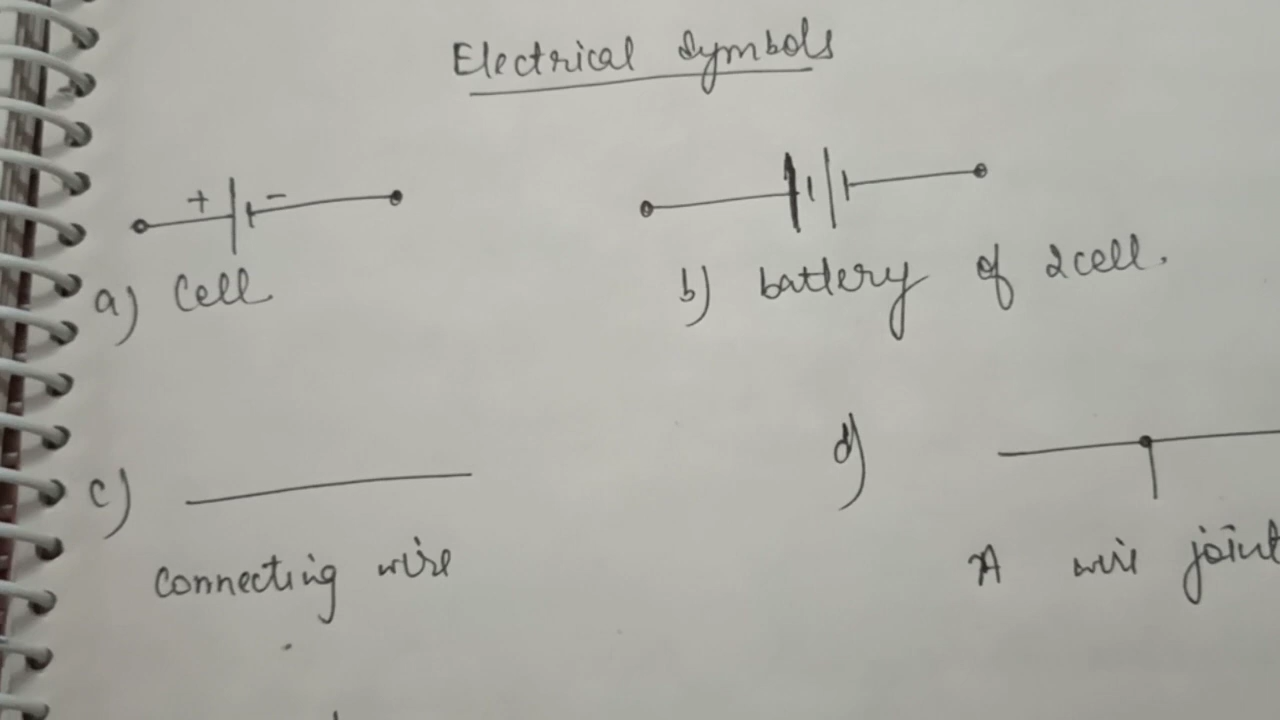 Electrical Symbols
+ -
a) Cell
b) battery of 2cell.
c)
d)
connecting wire
A wire joint